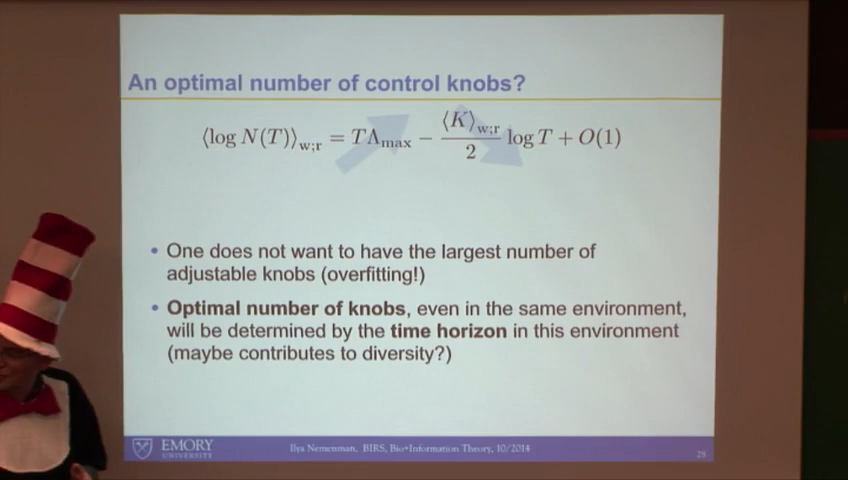 An optimal number of control knobs?
⟨log N(T)⟩w;r = TΛmax − ⟨K⟩w;r / 2 log T + O(1)
• One does not want to have the largest number of
adjustable knobs (overfitting!)
• Optimal number of knobs, even in the same environment,
will be determined by the time horizon in this environment
(maybe contributes to diversity?)
EMORY
UNIVERSITY
Ilya Nemenman, BIRS, Bio+Information Theory, 10/2014
28